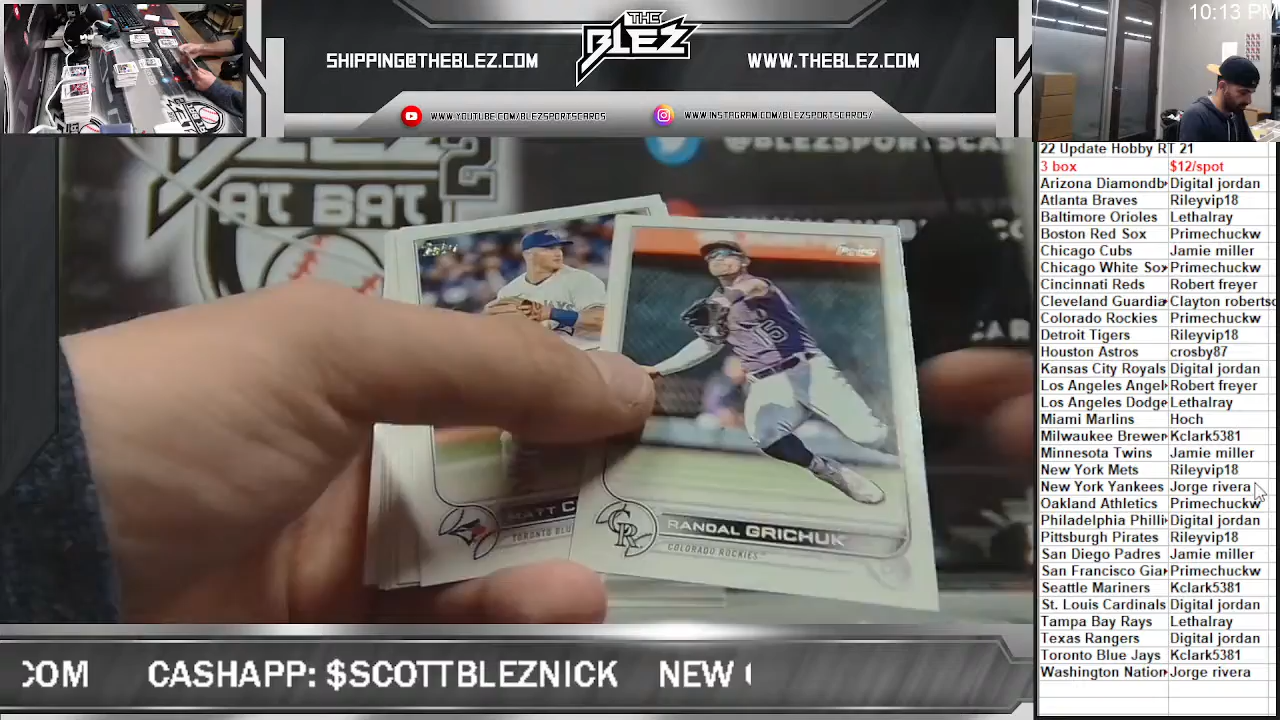 10:13 PM
THE
BLEZ
SHIPPING@THEBLEZ.COM
WWW.THEBLEZ.COM
WWW.YOUTUBE.COM/BLEZSPORTSCARDS
WWW.INSTAGRAM.COM/BLEZSPORTSCARDS/
2
AT BAT
@BLEZSPORTSCA
Topps
Topps
15
MATT C
TORONTO BLU
CR
RANDAL GRICHUK
COLORADO ROCKIES
22 Update Hobby RT 21
3 box $12/spot
Arizona Diamondb Digital jordan
Atlanta Braves Rileyvip18
Baltimore Orioles Lethalray
Boston Red Sox Primechuckw
Chicago Cubs Jamie miller
Chicago White Sox Primechuckw
Cincinnati Reds Robert freyer
Cleveland Guardia Clayton robertso
Colorado Rockies Primechuckw
Detroit Tigers Rileyvip18
Houston Astros crosby87
Kansas City Royals Digital jordan
Los Angeles Angel Robert freyer
Los Angeles Dodge Lethalray
Miami Marlins Hoch
Milwaukee Brewer Kclark5381
Minnesota Twins Jamie miller
New York Mets Rileyvip18
New York Yankees Jorge rivera
Oakland Athletics Primechuckw
Philadelphia Philli Digital jordan
Pittsburgh Pirates Rileyvip18
San Diego Padres Jamie miller
San Francisco Gia Primechuckw
Seattle Mariners Kclark5381
St. Louis Cardinals Digital jordan
Tampa Bay Rays Lethalray
Texas Rangers Digital jordan
Toronto Blue Jays Kclark5381
Washington Nation Jorge rivera
COM CASHAPP: $SCOTTBLEZNICK NEW